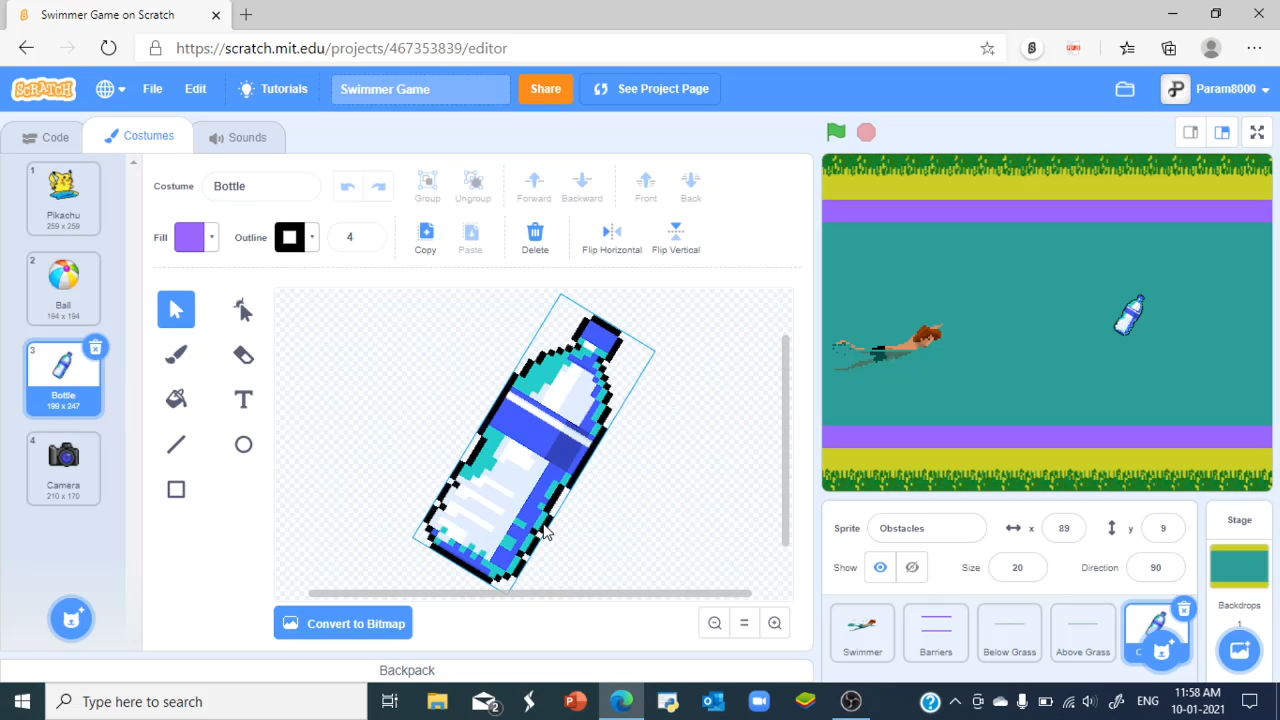 Swimmer Game on Scratch
https://scratch.mit.edu/projects/467353839/editor
SCRATCH
File
Edit
Tutorials
Swimmer Game
Share
See Project Page
Param8000
Code
Costumes
Sounds
1
Pikachu
259 x 259
2
Ball
194 x 194
3
Bottle
199 x 247
4
Camera
210 x 170
Costume
Bottle
Group
Ungroup
Forward
Backward
Front
Back
Fill
Outline
4
Copy
Paste
Delete
Flip Horizontal
Flip Vertical
Convert to Bitmap
Backpack
Sprite
Obstacles
x
89
y
9
Show
Size
20
Direction
90
Stage
Backdrops
1
Swimmer
Barriers
Below Grass
Above Grass
Type here to search
2
ENG
11:58 AM
10-01-2021